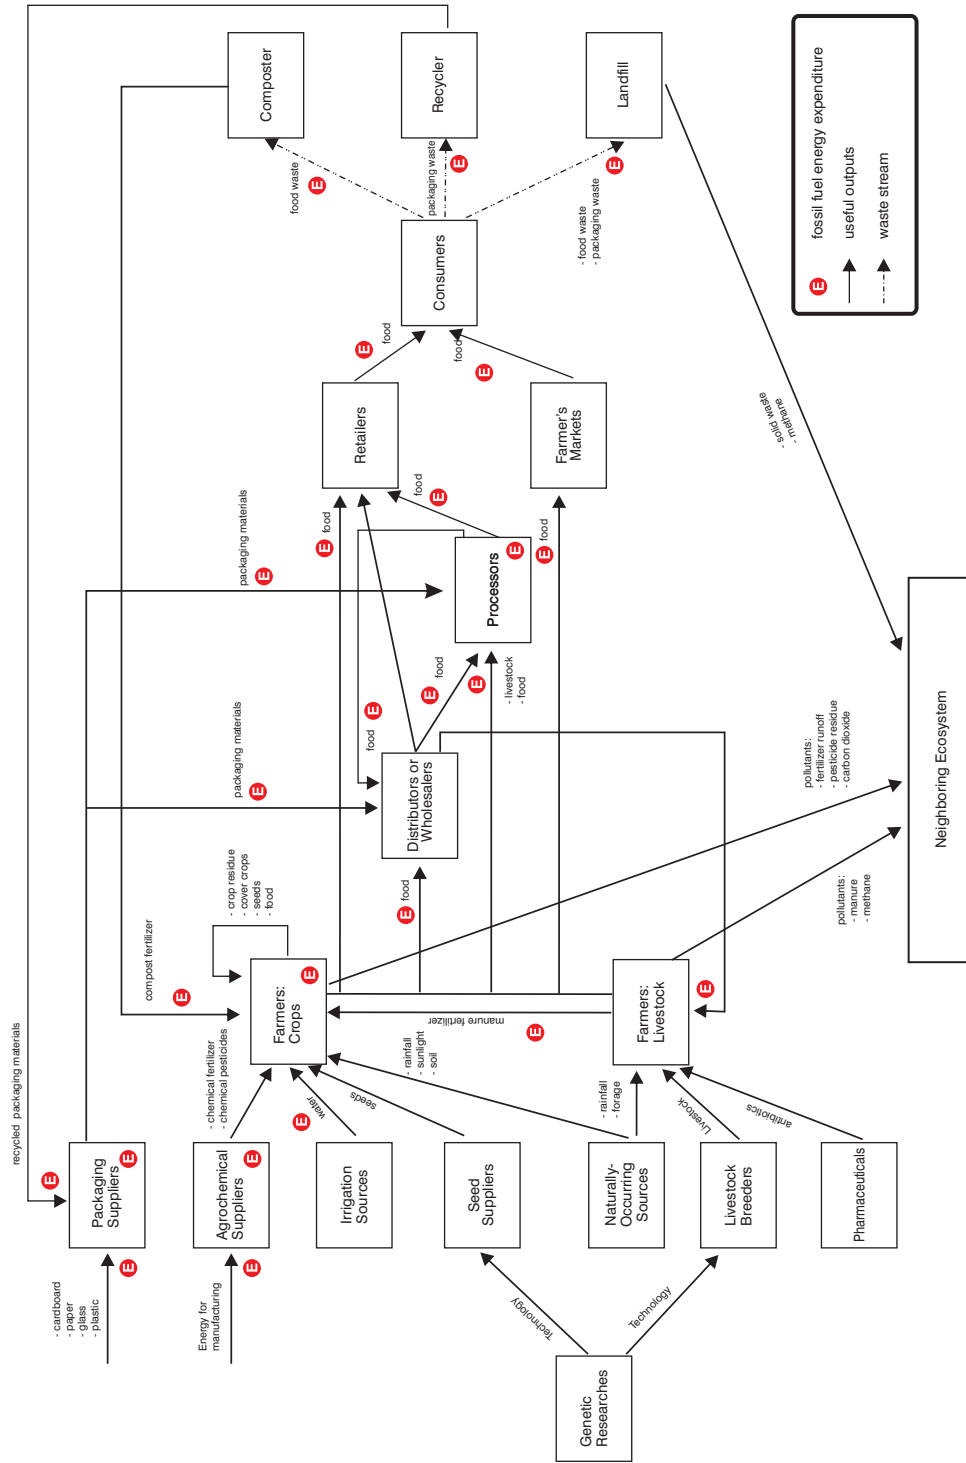 recycled packaging materials
E
compost fertilizer
packaging materials
E
packaging materials
E
- cardboard
- paper
- glass
- plastic
E
Packaging
Suppliers
E
E
Energy for
manufacturing
E
Agrochemical
Suppliers
E
- chemical fertilizer
- chemical pesticides
Irrigation
Sources
E
water
Seed
Suppliers
seeds
- rainfall
- sunlight
- soil
Naturally-
Occurring
Sources
- rainfall
- forage
Livestock
Breeders
Livestock
Pharmaceuticals
antibiotics
Genetic
Researches
Technology
Technology
Farmers:
Crops
E
- crop residue
- cover crops
- seeds
- food
manure fertilizer
E
Farmers:
Livestock
E
E
food
Distributors or
Wholesalers
food
E
E
food
E
- livestock
- food
Processors
E
E
food
E
food
E
food
Retailers
Farmer's
Markets
E
food
food
E
Consumers
food waste
E
packaging waste
E
- food waste
- packaging waste
E
Composter
Recycler
Landfill
- solid waste
- methane
pollutants:
- fertilizer runoff
- pesticide residue
- carbon dioxide
pollutants:
- manure
- methane
Neighboring Ecosystem
E
fossil fuel energy expenditure
useful outputs
waste stream